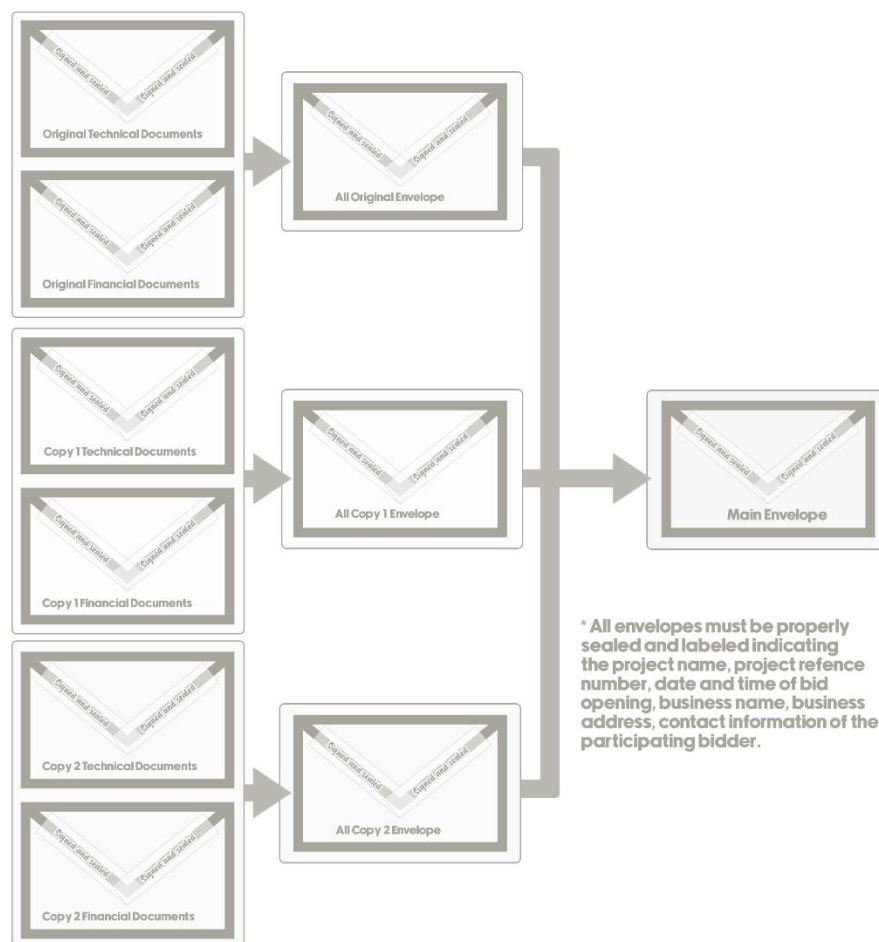 Signed and sealed
Signed and sealed
Original Technical Documents
Signed and sealed
Signed and sealed
Original Financial Documents
Signed and sealed
Signed and sealed
All Original Envelope
Signed and sealed
Signed and sealed
Copy 1 Technical Documents
Signed and sealed
Signed and sealed
Copy 1 Financial Documents
Signed and sealed
Signed and sealed
All Copy 1 Envelope
Signed and sealed
Signed and sealed
Main Envelope
Signed and sealed
Signed and sealed
Copy 2 Technical Documents
Signed and sealed
Signed and sealed
Copy 2 Financial Documents
Signed and sealed
Signed and sealed
All Copy 2 Envelope
* All envelopes must be properly
sealed and labeled indicating
the project name, project refence
number, date and time of bid
opening, business name, business
address, contact information of the
participating bidder.